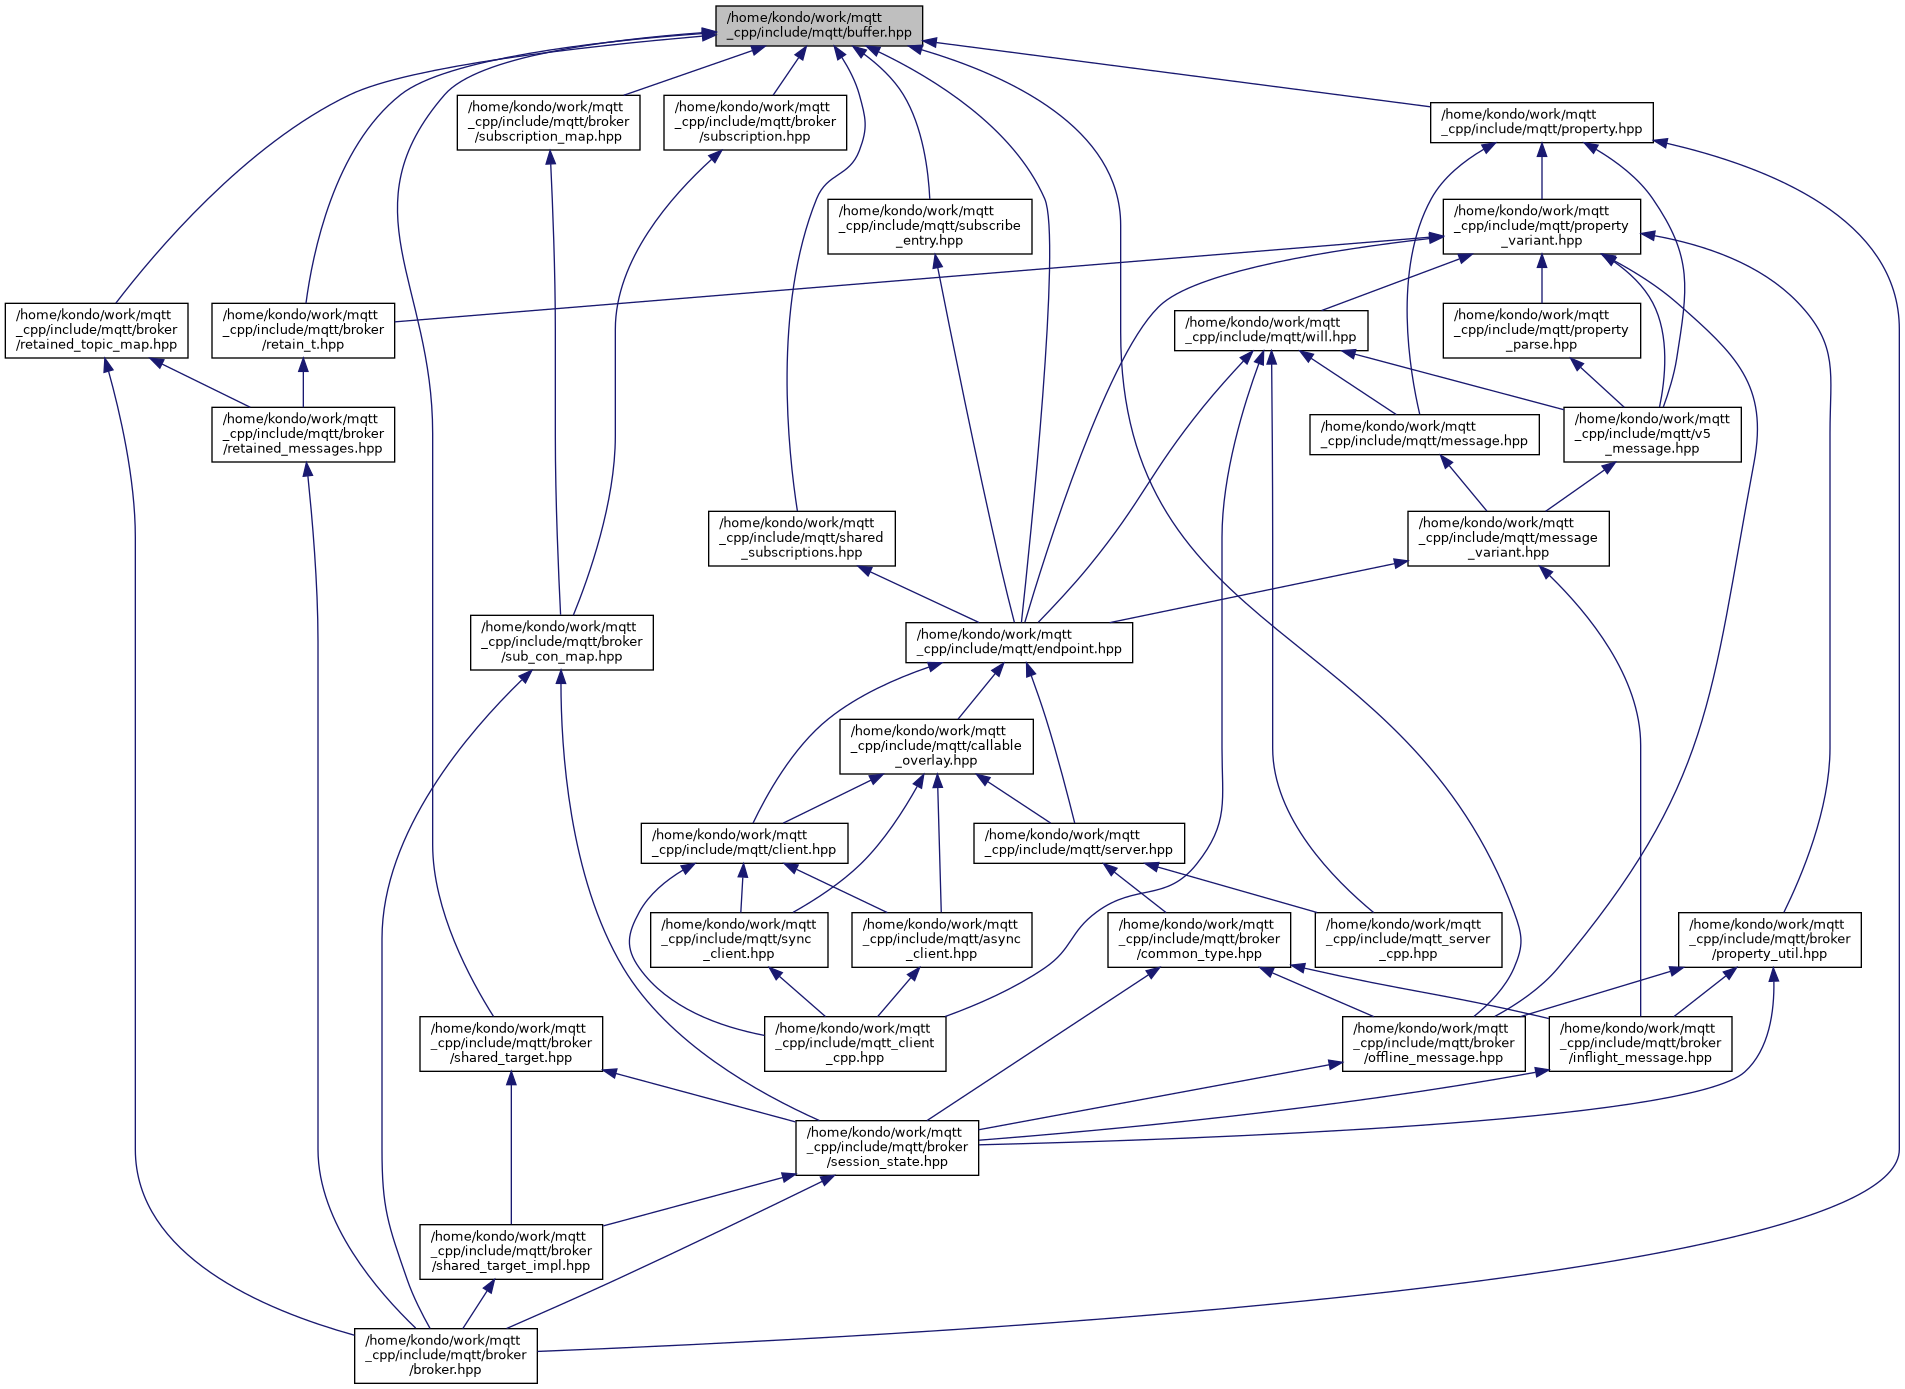 /home/kondo/work/mqtt
_cpp/include/mqtt/buffer.hpp
/home/kondo/work/mqtt
_cpp/include/mqtt/broker
/subscription_map.hpp
/home/kondo/work/mqtt
_cpp/include/mqtt/broker
/subscription.hpp
/home/kondo/work/mqtt
_cpp/include/mqtt/property.hpp
/home/kondo/work/mqtt
_cpp/include/mqtt/subscribe
_entry.hpp
/home/kondo/work/mqtt
_cpp/include/mqtt/property
_variant.hpp
/home/kondo/work/mqtt
_cpp/include/mqtt/broker
/retained_topic_map.hpp
/home/kondo/work/mqtt
_cpp/include/mqtt/broker
/retain_t.hpp
/home/kondo/work/mqtt
_cpp/include/mqtt/will.hpp
/home/kondo/work/mqtt
_cpp/include/mqtt/property
_parse.hpp
/home/kondo/work/mqtt
_cpp/include/mqtt/broker
/retained_messages.hpp
/home/kondo/work/mqtt
_cpp/include/mqtt/message.hpp
/home/kondo/work/mqtt
_cpp/include/mqtt/v5
_message.hpp
/home/kondo/work/mqtt
_cpp/include/mqtt/shared
_subscriptions.hpp
/home/kondo/work/mqtt
_cpp/include/mqtt/message
_variant.hpp
/home/kondo/work/mqtt
_cpp/include/mqtt/broker
/sub_con_map.hpp
/home/kondo/work/mqtt
_cpp/include/mqtt/endpoint.hpp
/home/kondo/work/mqtt
_cpp/include/mqtt/callable
_overlay.hpp
/home/kondo/work/mqtt
_cpp/include/mqtt/client.hpp
/home/kondo/work/mqtt
_cpp/include/mqtt/server.hpp
/home/kondo/work/mqtt
_cpp/include/mqtt/sync
_client.hpp
/home/kondo/work/mqtt
_cpp/include/mqtt/async
_client.hpp
/home/kondo/work/mqtt
_cpp/include/mqtt/broker
/common_type.hpp
/home/kondo/work/mqtt
_cpp/include/mqtt_server
_cpp.hpp
/home/kondo/work/mqtt
_cpp/include/mqtt/broker
/property_util.hpp
/home/kondo/work/mqtt
_cpp/include/mqtt/broker
/shared_target.hpp
/home/kondo/work/mqtt
_cpp/include/mqtt_client
_cpp.hpp
/home/kondo/work/mqtt
_cpp/include/mqtt/broker
/offline_message.hpp
/home/kondo/work/mqtt
_cpp/include/mqtt/broker
/inflight_message.hpp
/home/kondo/work/mqtt
_cpp/include/mqtt/broker
/session_state.hpp
/home/kondo/work/mqtt
_cpp/include/mqtt/broker
/shared_target_impl.hpp
/home/kondo/work/mqtt
_cpp/include/mqtt/broker
/broker.hpp